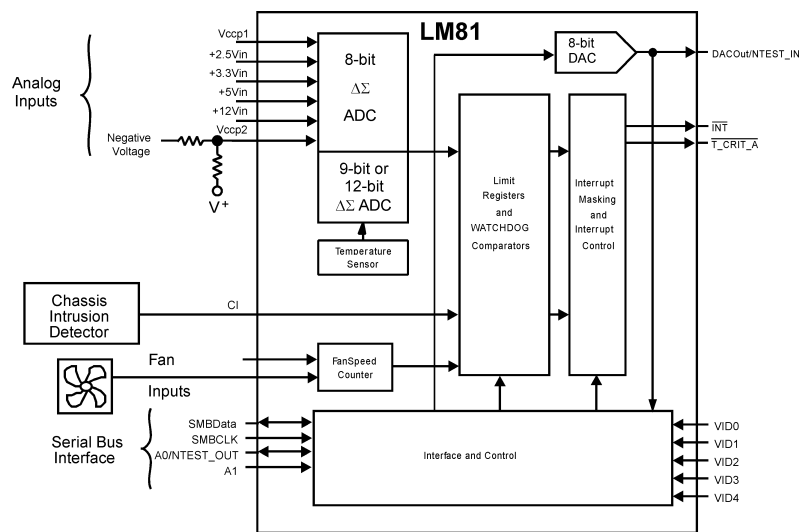 LM81
Vccp1
+2.5Vin
+3.3Vin
+5Vin
+12Vin
Vccp2
Analog
Inputs
Negative
Voltage
V+
8-bit
ΔΣ
ADC
9-bit or
12-bit
ΔΣ ADC
Temperature
Sensor
8-bit
DAC
DACOut/NTEST_IN
INT
T_CRIT_A
Limit
Registers
and
WATCHDOG
Comparators
Interrupt
Masking
and
Interrupt
Control
Chassis
Intrusion
Detector
CI
Fan
Inputs
FanSpeed
Counter
Serial Bus
Interface
SMBData
SMBCLK
A0/NTEST_OUT
A1
Interface and Control
VID0
VID1
VID2
VID3
VID4